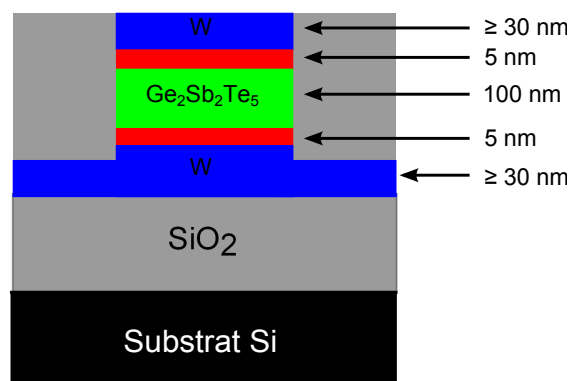 W
≥ 30 nm
5 nm
Ge₂Sb₂Te₅
100 nm
5 nm
W
≥ 30 nm
SiO₂
Substrat Si